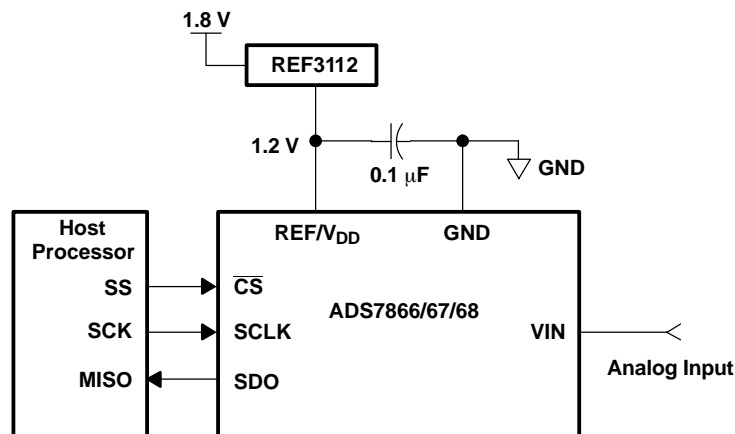 1.8 V
REF3112
1.2 V
0.1 μF
GND
Host
Processor
REF/VDD
GND
SS
CS
ADS7866/67/68
SCK
SCLK
VIN
MISO
SDO
Analog Input